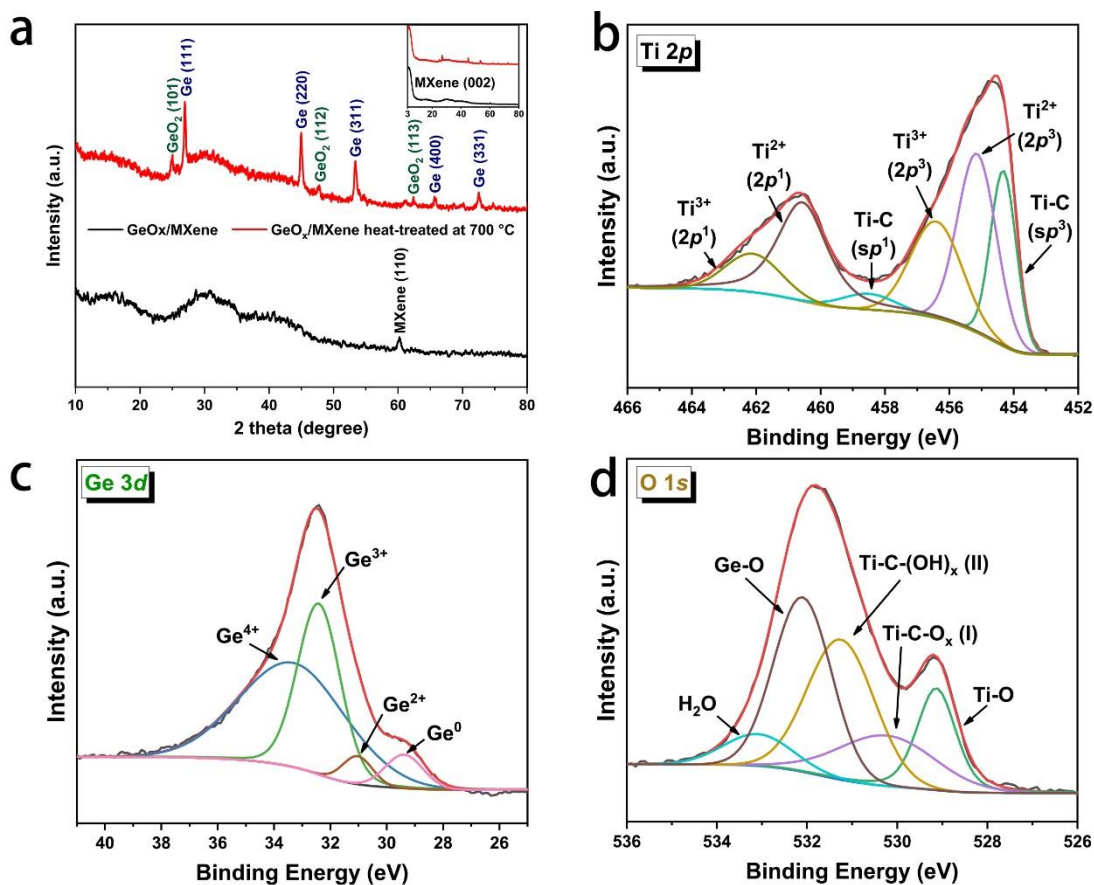 a
GeO₂ (101)
Ge (111)
Ge (220)
GeO₂ (112)
Ge (311)
GeO₂ (113)
Ge (400)
Ge (331)
MXene (002)
3 20 40 60 80
GeOx/MXene
GeOₓ/MXene heat-treated at 700 °C
MXene (110)
Intensity (a.u.)
10 20 30 40 50 60 70 80
2 theta (degree)
b
Ti 2p
Ti³⁺
(2p¹)
Ti²⁺
(2p¹)
Ti-C
(sp¹)
Ti³⁺
(2p³)
Ti²⁺
(2p³)
Ti-C
(sp³)
Intensity (a.u.)
466 464 462 460 458 456 454 452
Binding Energy (eV)
c
Ge 3d
Ge⁴⁺
Ge³⁺
Ge²⁺
Ge⁰
Intensity (a.u.)
40 38 36 34 32 30 28 26
Binding Energy (eV)
d
O 1s
H₂O
Ge-O
Ti-C-(OH)ₓ (II)
Ti-C-Oₓ (I)
Ti-O
Intensity (a.u.)
536 534 532 530 528 526
Binding Energy (eV)